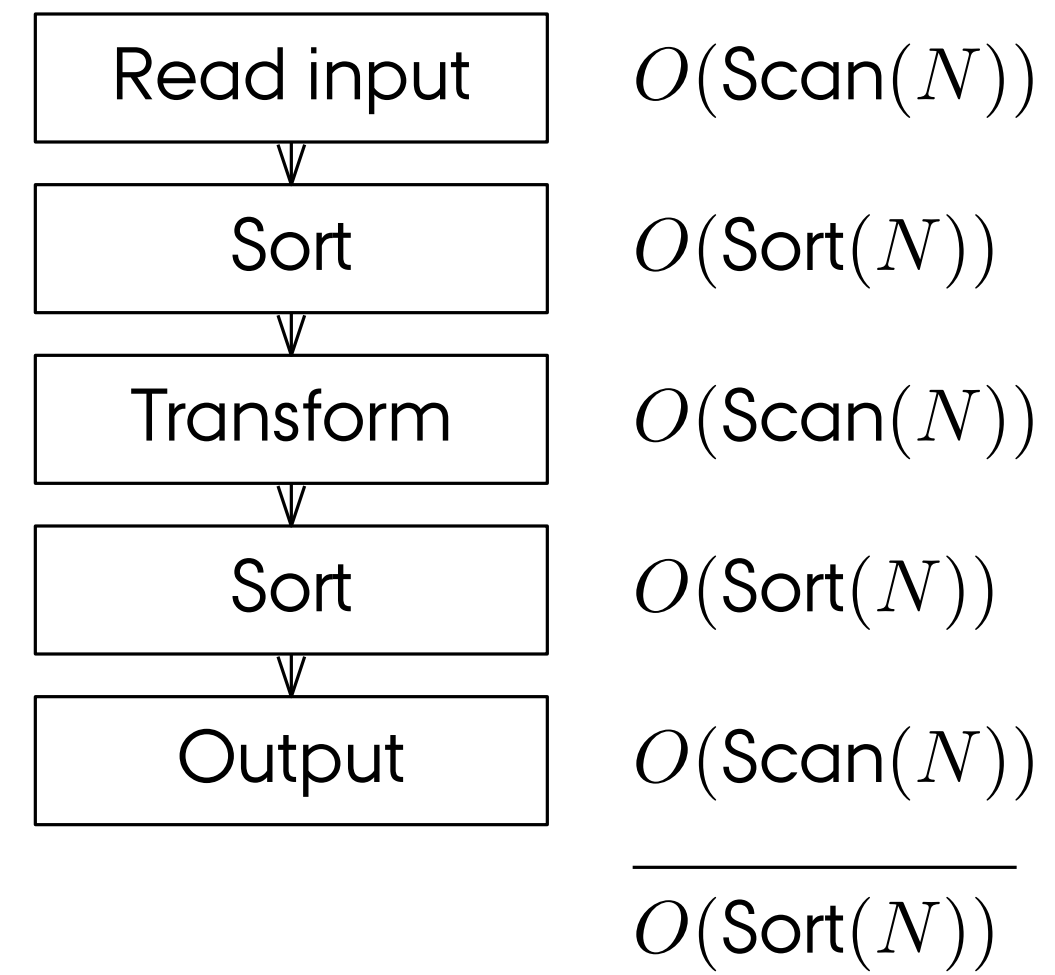 Read input O(Scan(N))
Sort O(Sort(N))
Transform O(Scan(N))
Sort O(Sort(N))
Output O(Scan(N))
O(Sort(N))